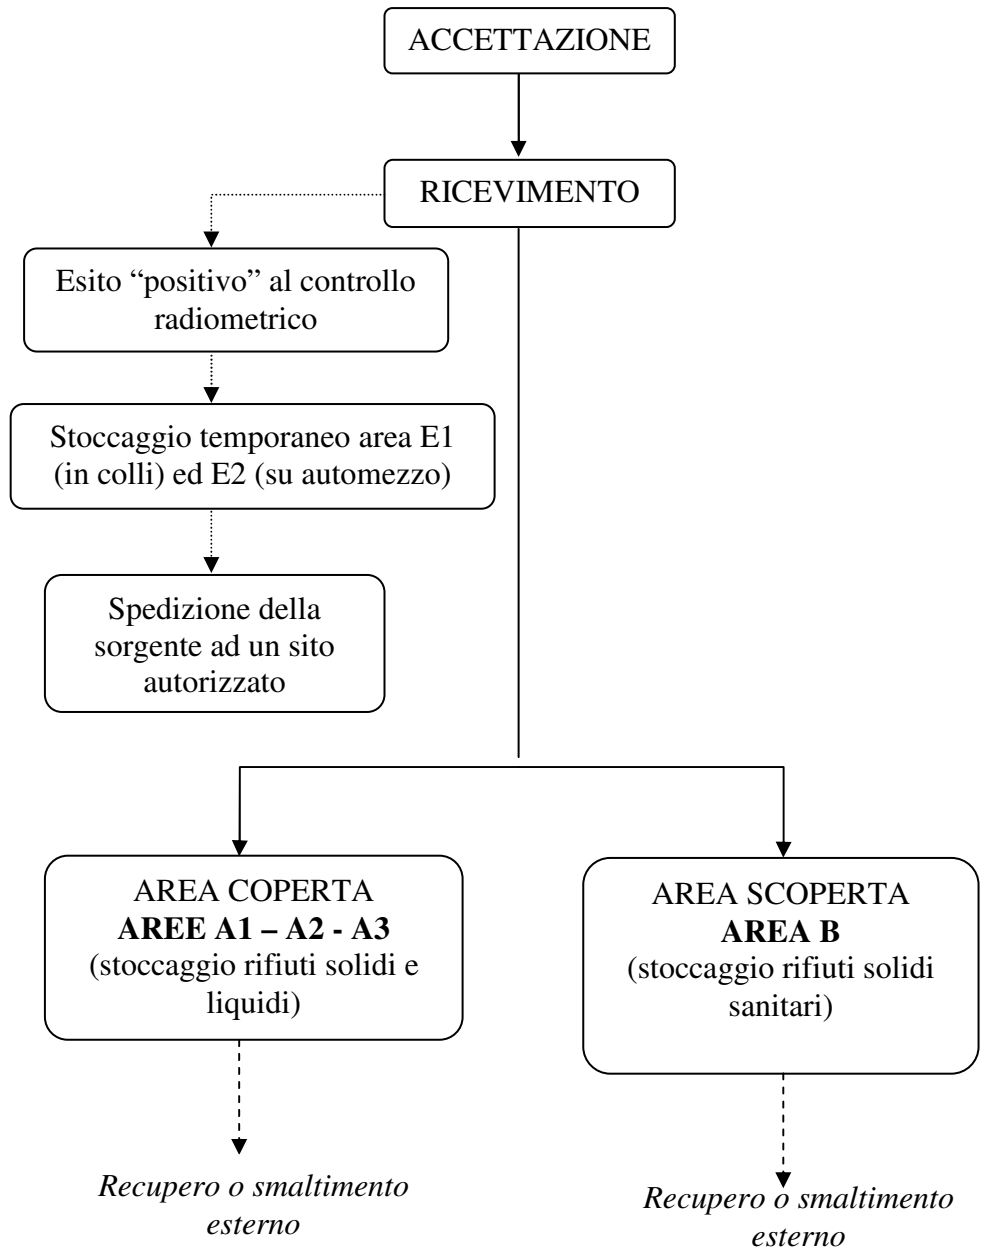 ACCETTAZIONE
RICEVIMENTO
Esito “positivo” al controllo
radiometrico
Stoccaggio temporaneo area E1
(in colli) ed E2 (su automezzo)
Spedizione della
sorgente ad un sito
autorizzato
AREA COPERTA
AREE A1 – A2 - A3
(stoccaggio rifiuti solidi e
liquidi)
AREA SCOPERTA
AREA B
(stoccaggio rifiuti solidi
sanitari)
Recupero o smaltimento
esterno
Recupero o smaltimento
esterno